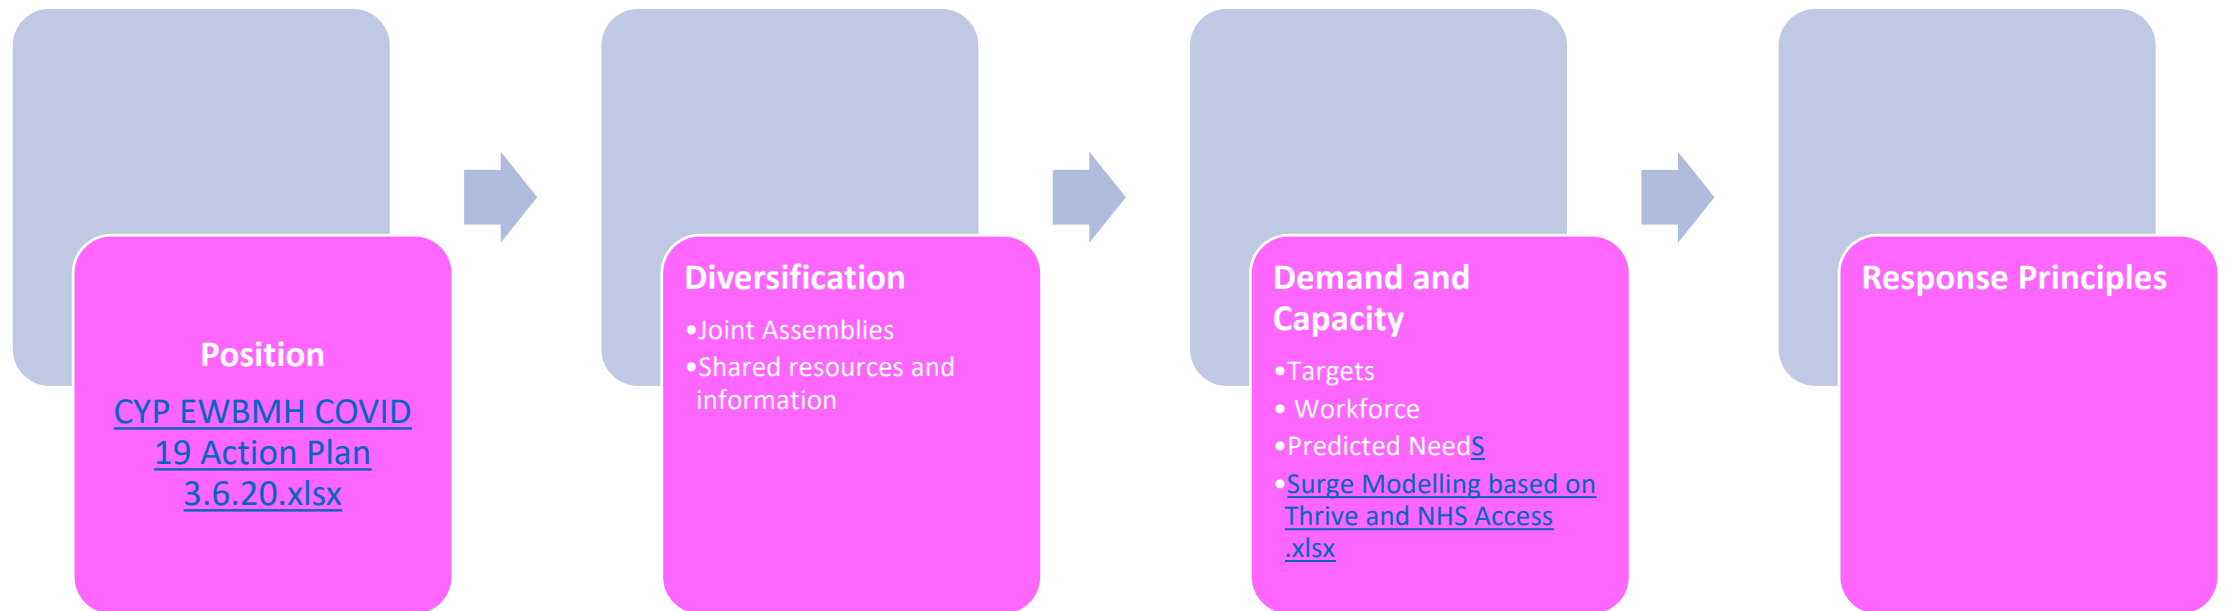 Position
CYP EWBMH COVID
19 Action Plan
3.6.20.xlsx
Diversification
•Joint Assemblies
•Shared resources and
information
Demand and
Capacity
•Targets
• Workforce
•Predicted NeedS
•Surge Modelling based on
Thrive and NHS Access
.xlsx
Response Principles